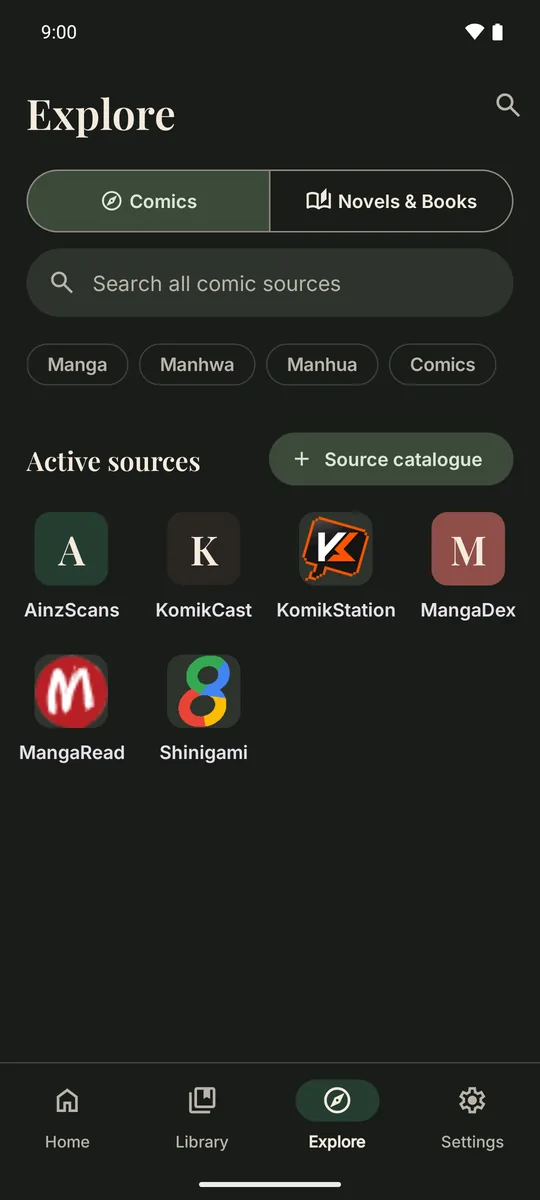 9:00
Explore
Comics
Novels & Books
Search all comic sources
Manga
Manhwa
Manhua
Comics
Active sources
+ Source catalogue
A
K
K
M
AinzScans
KomikCast
KomikStation
MangaDex
M
MangaRead
Shinigami
Home
Library
Explore
Settings